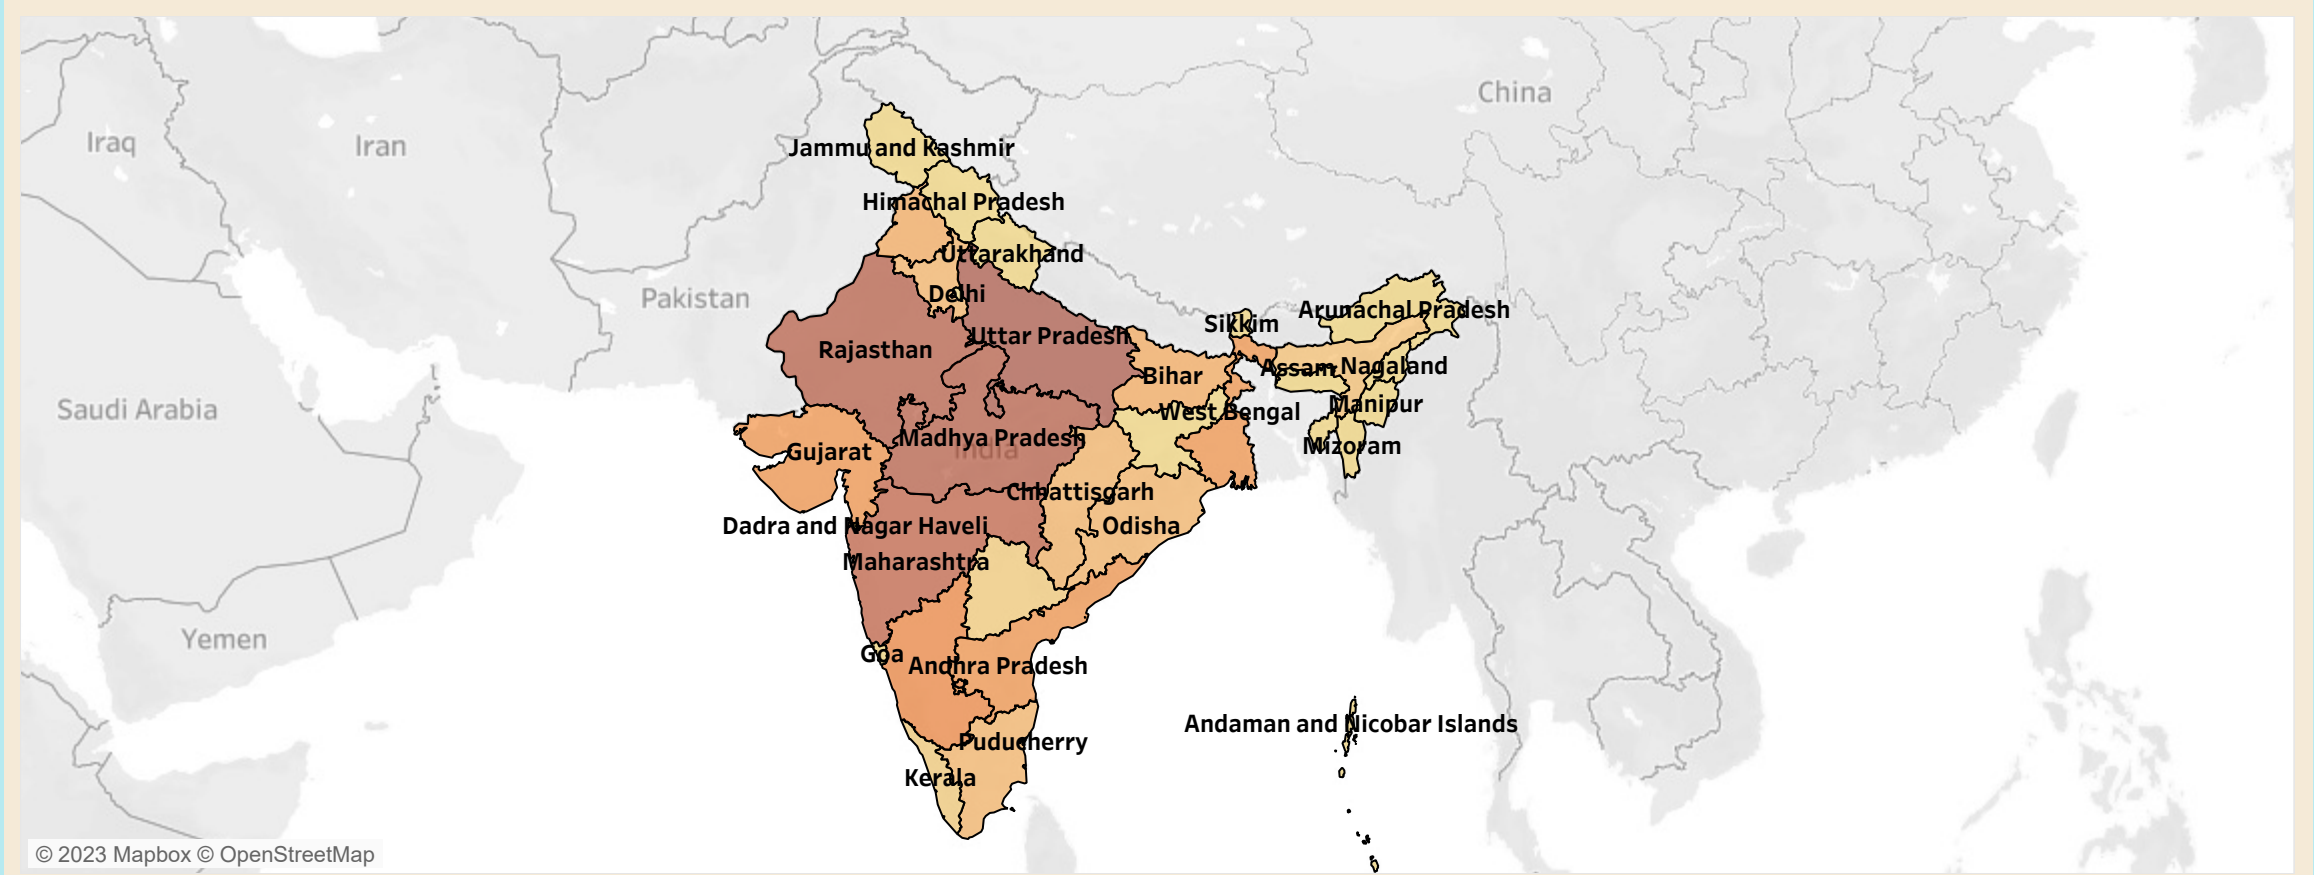 China
Iraq
Iran
Jammu and Kashmir
Himachal Pradesh
Uttarakhand
Pakistan
Delhi
Arunachal Pradesh
Sikkim
Uttar Pradesh
Rajasthan
Assam
Nagaland
Bihar
Manipur
Saudi Arabia
West Bengal
Madhya Pradesh
Mizoram
India
Gujarat
Chhattisgarh
Dadra and Nagar Haveli
Odisha
Maharashtra
Yemen
Goa
Andhra Pradesh
Andaman and Nicobar Islands
Puducherry
Kerala
© 2023 Mapbox © OpenStreetMap